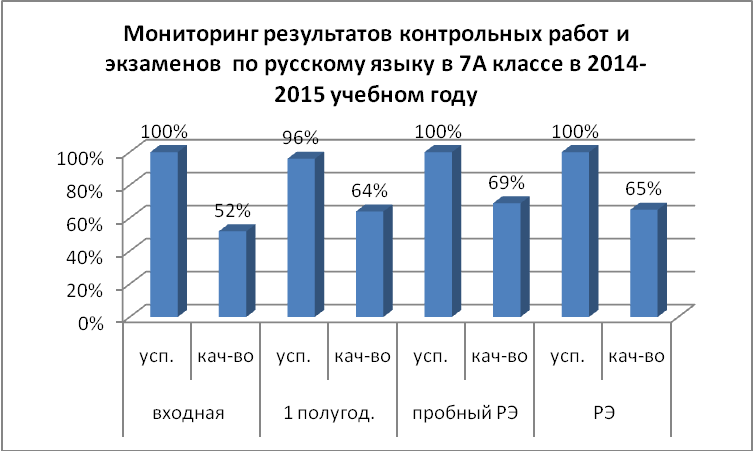 Мониторинг результатов контрольных работ и
экзаменов по русскому языку в 7А классе в 2014-
2015 учебном году
100% 96% 100% 100%
52% 64% 69% 65%
100%
80%
60%
40%
20%
0%
усп. кач-во усп. кач-во усп. кач-во усп. кач-во
входная 1 полугод. пробный РЭ РЭ